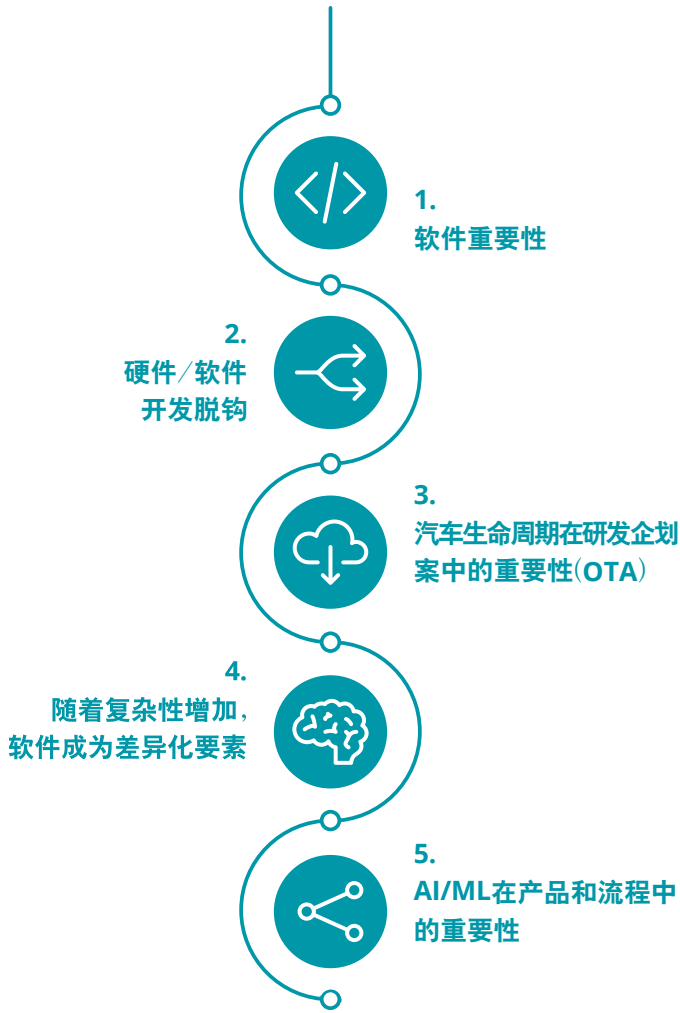 1.
软件重要性
2.
硬件/软件
开发脱钩
3.
汽车生命周期在研发企划
案中的重要性(OTA)
4.
随着复杂性增加,
软件成为差异化要素
5.
AI/ML在产品和流程中
的重要性